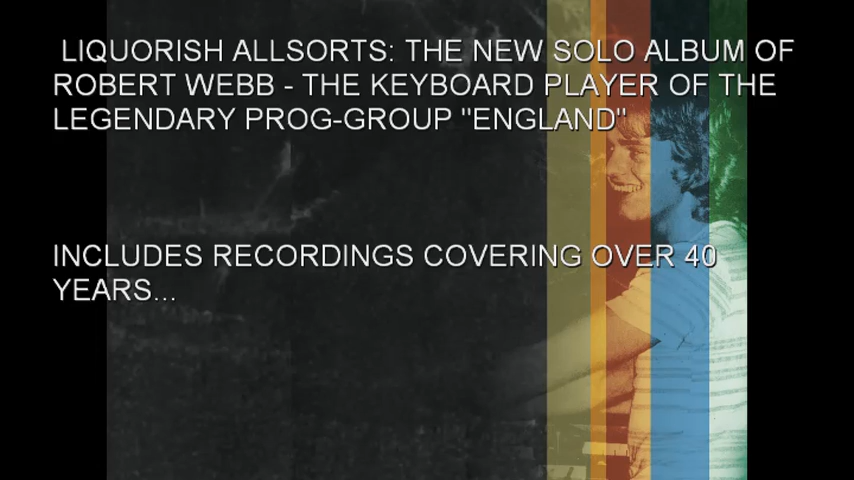 LIQUORISH ALLSORTS: THE NEW SOLO ALBUM OF
ROBERT WEBB - THE KEYBOARD PLAYER OF THE
LEGENDARY PROG-GROUP "ENGLAND"
INCLUDES RECORDINGS COVERING OVER 40
YEARS...